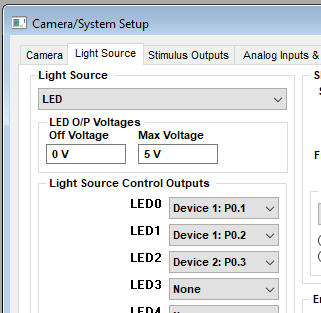 Camera/System Setup
Camera Light Source Stimulus Outputs Analog Inputs &
Light Source
LED
LED O/P Voltages
Off Voltage Max Voltage
0 V 5 V
Light Source Control Outputs
LED0 Device 1: P0.1
LED1 Device 1: P0.2
LED2 Device 2: P0.3
LED3 None
LED4